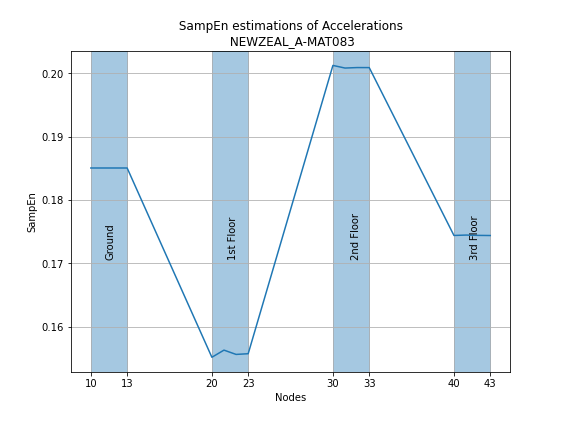 SampEn estimations of Accelerations
NEWZEAL_A-MAT083
0.20
0.19
0.18
0.17
0.16
SampEn
Ground
1st Floor
2nd Floor
3rd Floor
10 13 20 23 30 33 40 43
Nodes